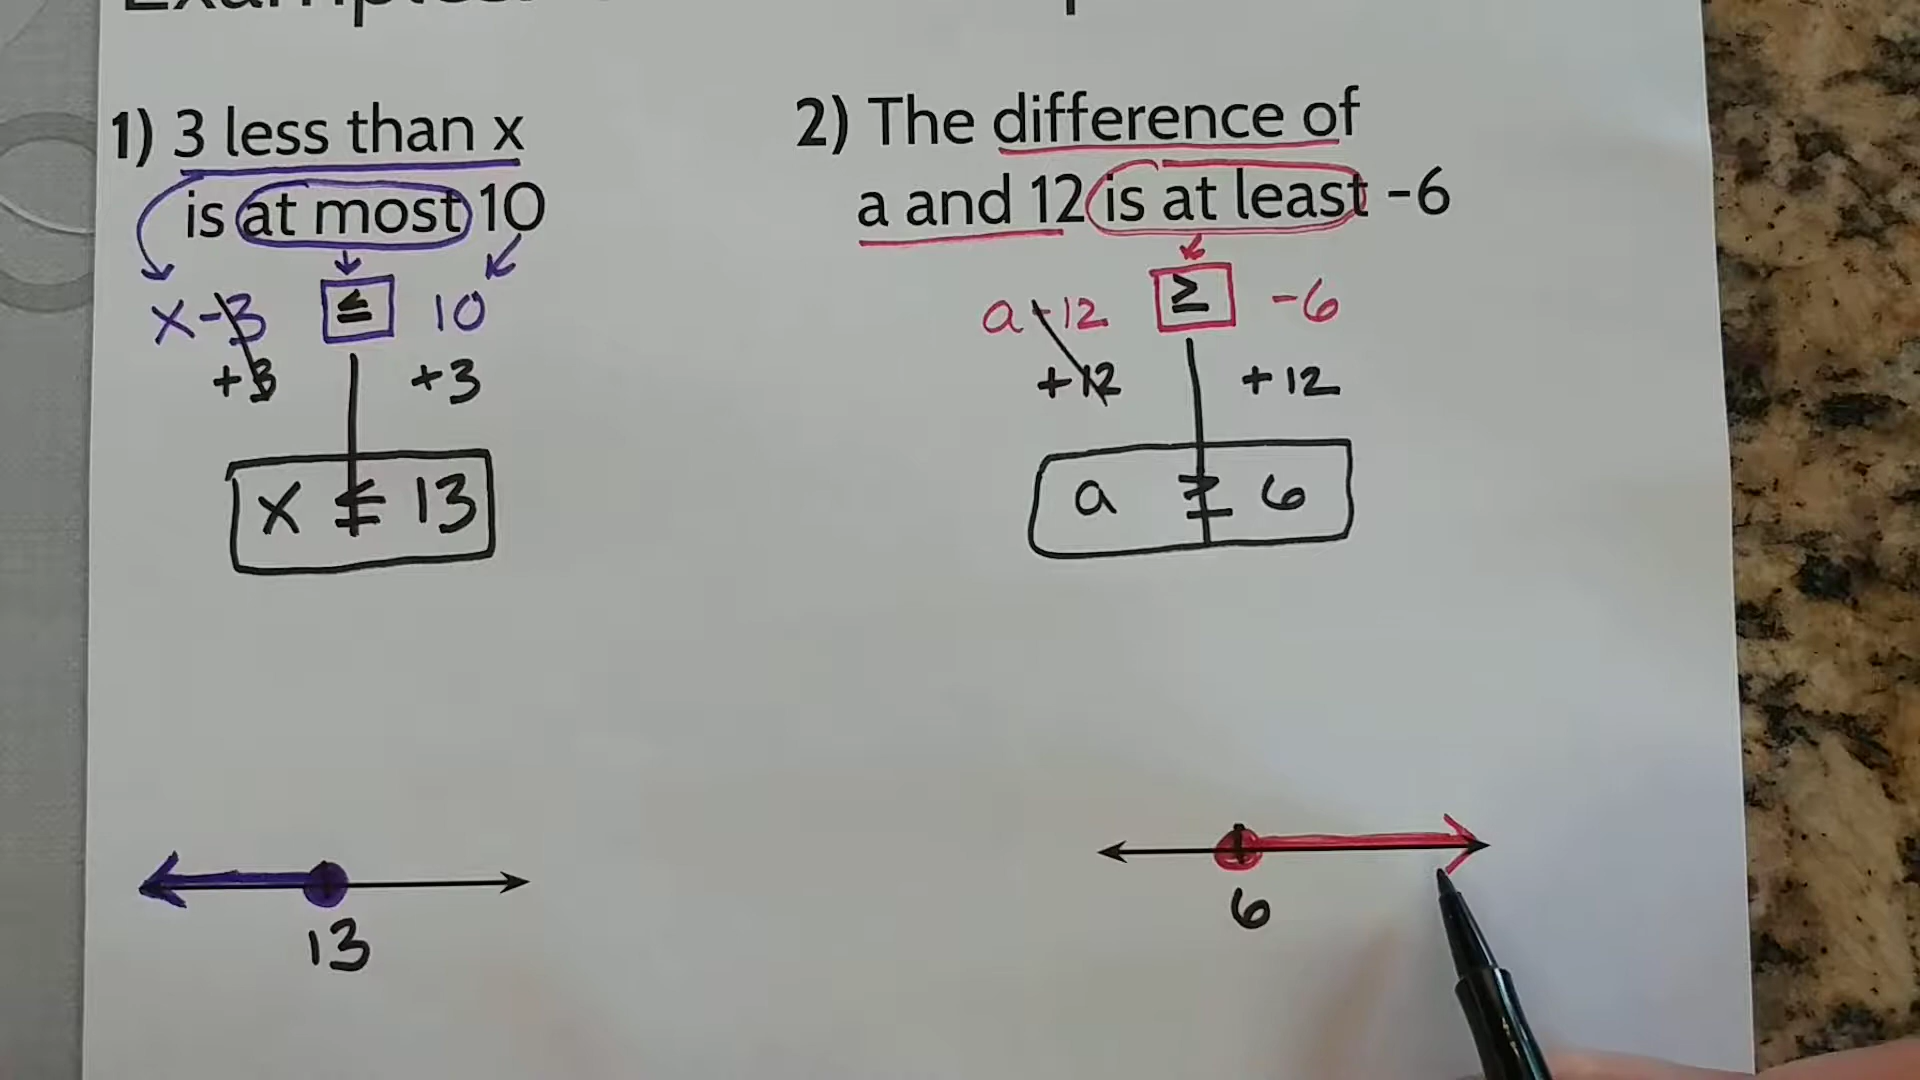 1) 3 less than x
is at most 10
x - 3 ≤ 10
+3 +3
x ≤ 13
13
2) The difference of
a and 12 is at least -6
a - 12 ≥ -6
+12 +12
a ≥ 6
6